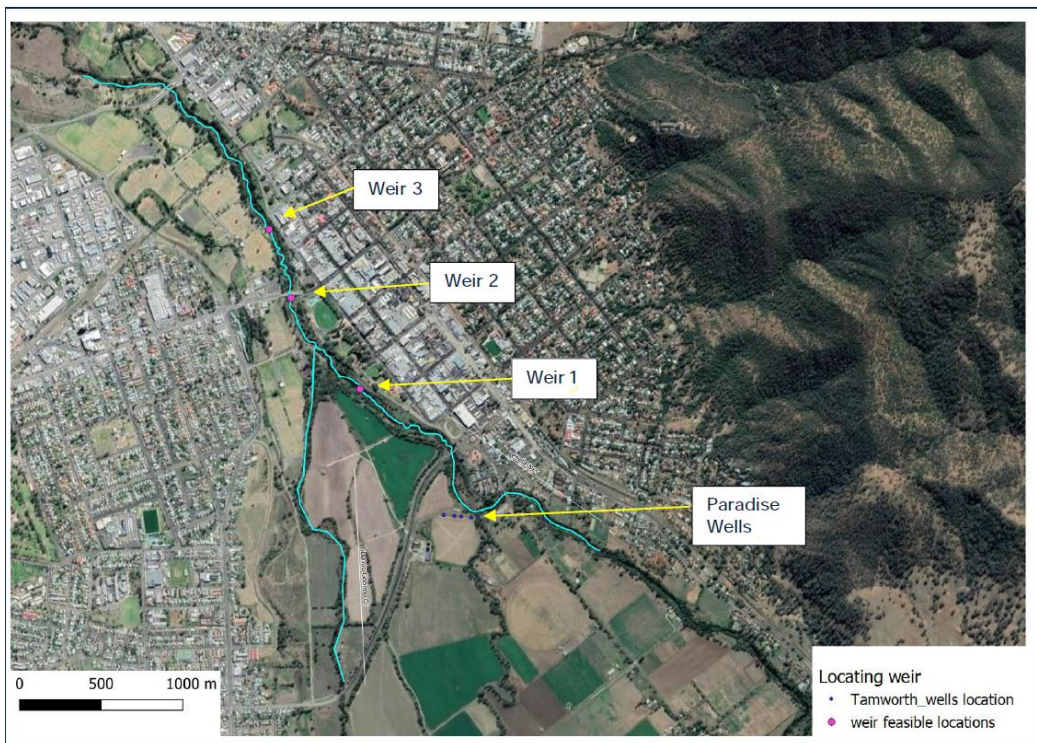 Weir 3
Weir 2
Weir 1
Paradise
Wells
0 500 1000 m
Locating weir
Tamworth_wells location
weir feasible locations